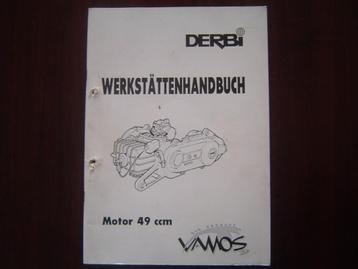 DERBi
WERKSTÄTTENHANDBUCH
Motor 49 ccm
VAMOS